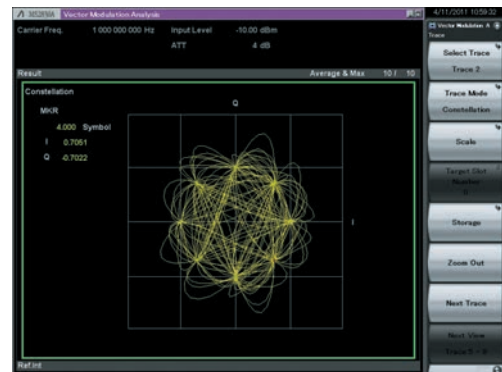 Vector Modulation Analysis
4/11/2011 10:59:32
Carrier Freq. 1 000 000 000 Hz Input Level -10.00 dBm
ATT 4 dB
Result Average & Max 10 / 10
Constellation
MKR
4.000 Symbol
I 0.7051
Q -0.7022
Q
I
Ref.Int
Trace
Select Trace
Trace 2
Trace Mode
Constellation
Scale
Target Slot
Number
Storage
Zoom Out
Next Trace
Next View